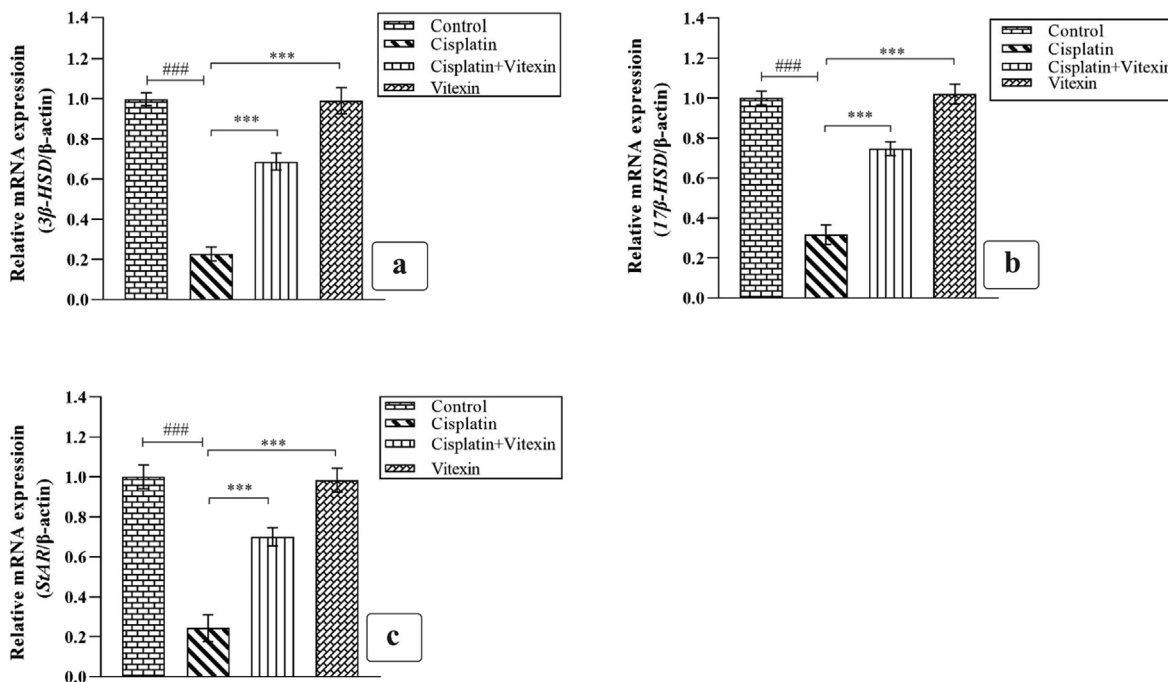 Relative mRNA expressioin
(3β-HSD/β-actin)
1.4
1.2
1.0
0.8
0.6
0.4
0.2
0.0
###
***
***
Control
Cisplatin
Cisplatin+Vitexin
Vitexin
a
Relative mRNA expressioin
(17β-HSD/β-actin)
1.4
1.2
1.0
0.8
0.6
0.4
0.2
0.0
###
***
***
Control
Cisplatin
Cisplatin+Vitexin
Vitexin
b
Relative mRNA expressioin
(StAR/β-actin)
1.4
1.2
1.0
0.8
0.6
0.4
0.2
0.0
###
***
***
Control
Cisplatin
Cisplatin+Vitexin
Vitexin
c